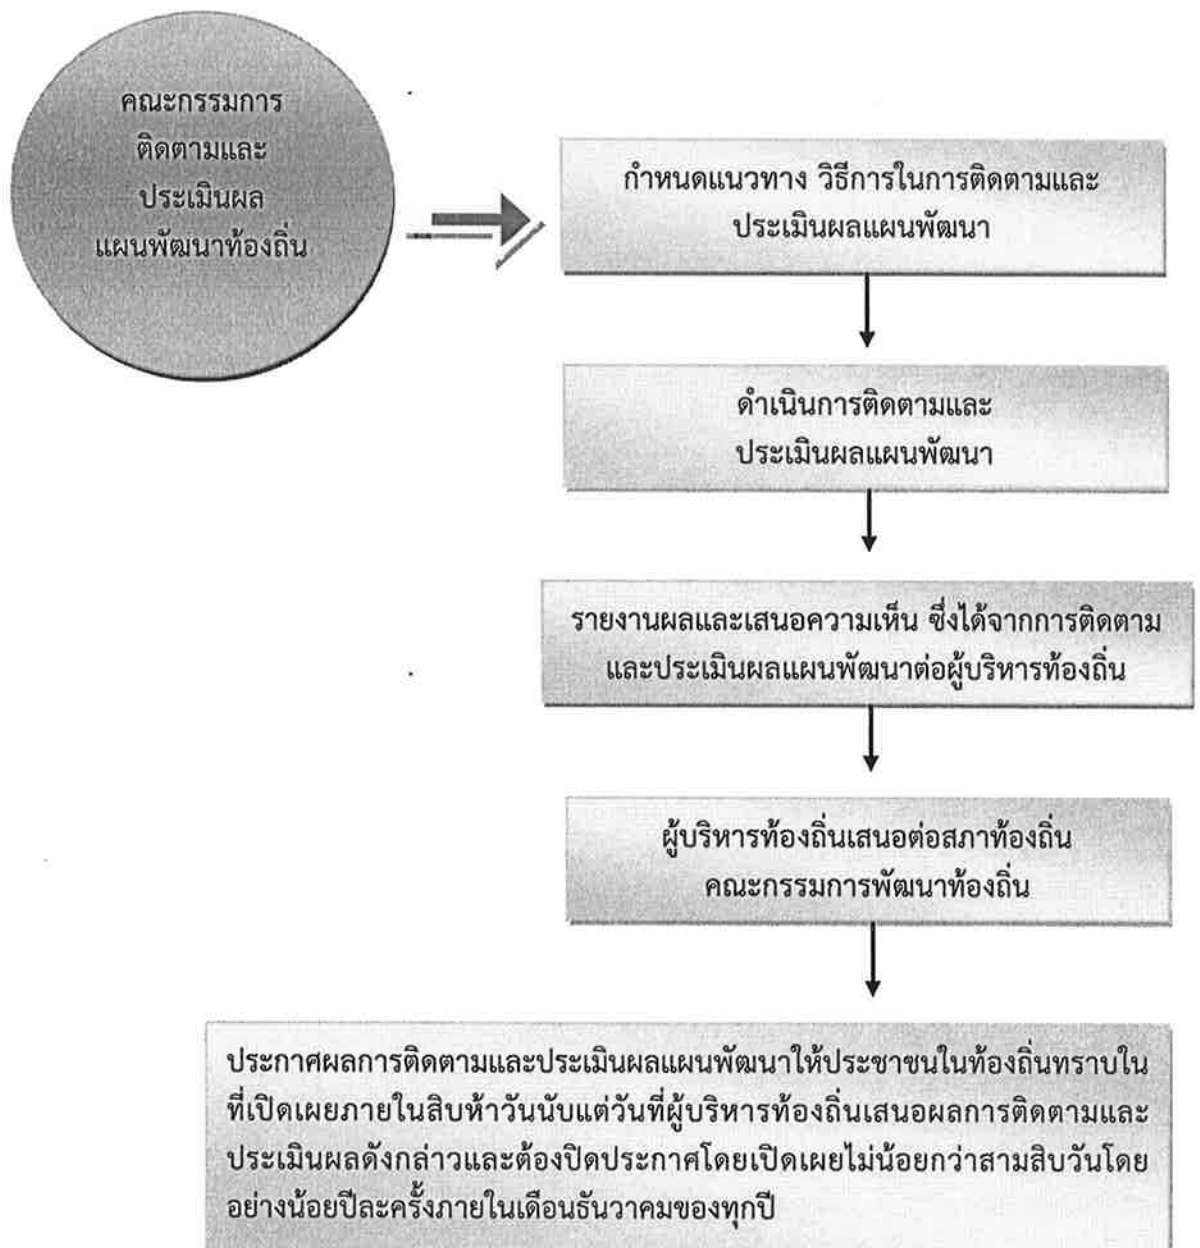 คณะกรรมการ
ติดตามและ
ประเมินผล
แผนพัฒนาท้องถิ่น
กำหนดแนวทาง วิธีการในการติดตามและ
ประเมินผลแผนพัฒนา
ดำเนินการติดตามและ
ประเมินผลแผนพัฒนา
รายงานผลและเสนอความเห็น ซึ่งได้จากการติดตาม
และประเมินผลแผนพัฒนาต่อผู้บริหารท้องถิ่น
ผู้บริหารท้องถิ่นเสนอต่อสภาท้องถิ่น
คณะกรรมการพัฒนาท้องถิ่น
ประกาศผลการติดตามและประเมินผลแผนพัฒนาให้ประชาชนในท้องถิ่นทราบใน
ที่เปิดเผยภายในสิบห้าวันนับแต่วันที่ผู้บริหารท้องถิ่นเสนอผลการติดตามและ
ประเมินผลดังกล่าวและต้องปิดประกาศโดยเปิดเผยไม่น้อยกว่าสามสิบวันโดย
อย่างน้อยปีละครั้งภายในเดือนธันวาคมของทุกปี